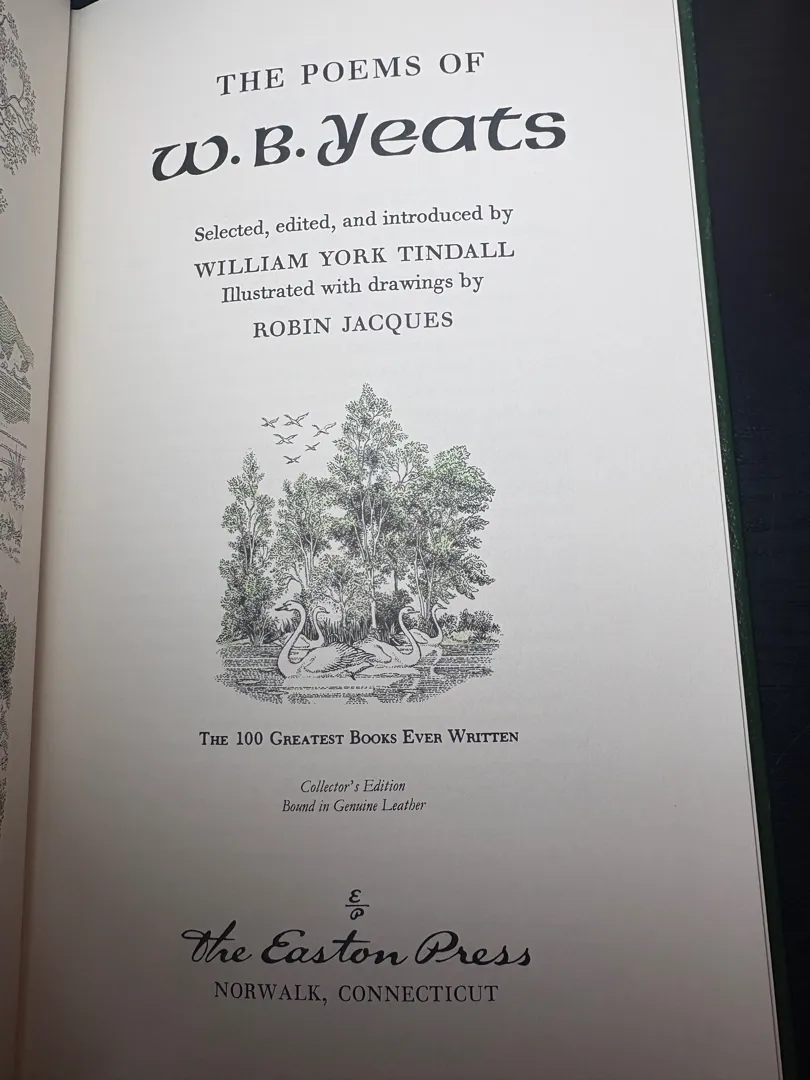 THE POEMS OF
W. B. Yeats
Selected, edited, and introduced by
WILLIAM YORK TINDALL
Illustrated with drawings by
ROBIN JACQUES
THE 100 GREATEST BOOKS EVER WRITTEN
Collector's Edition
Bound in Genuine Leather
E
P
The Easton Press
NORWALK, CONNECTICUT